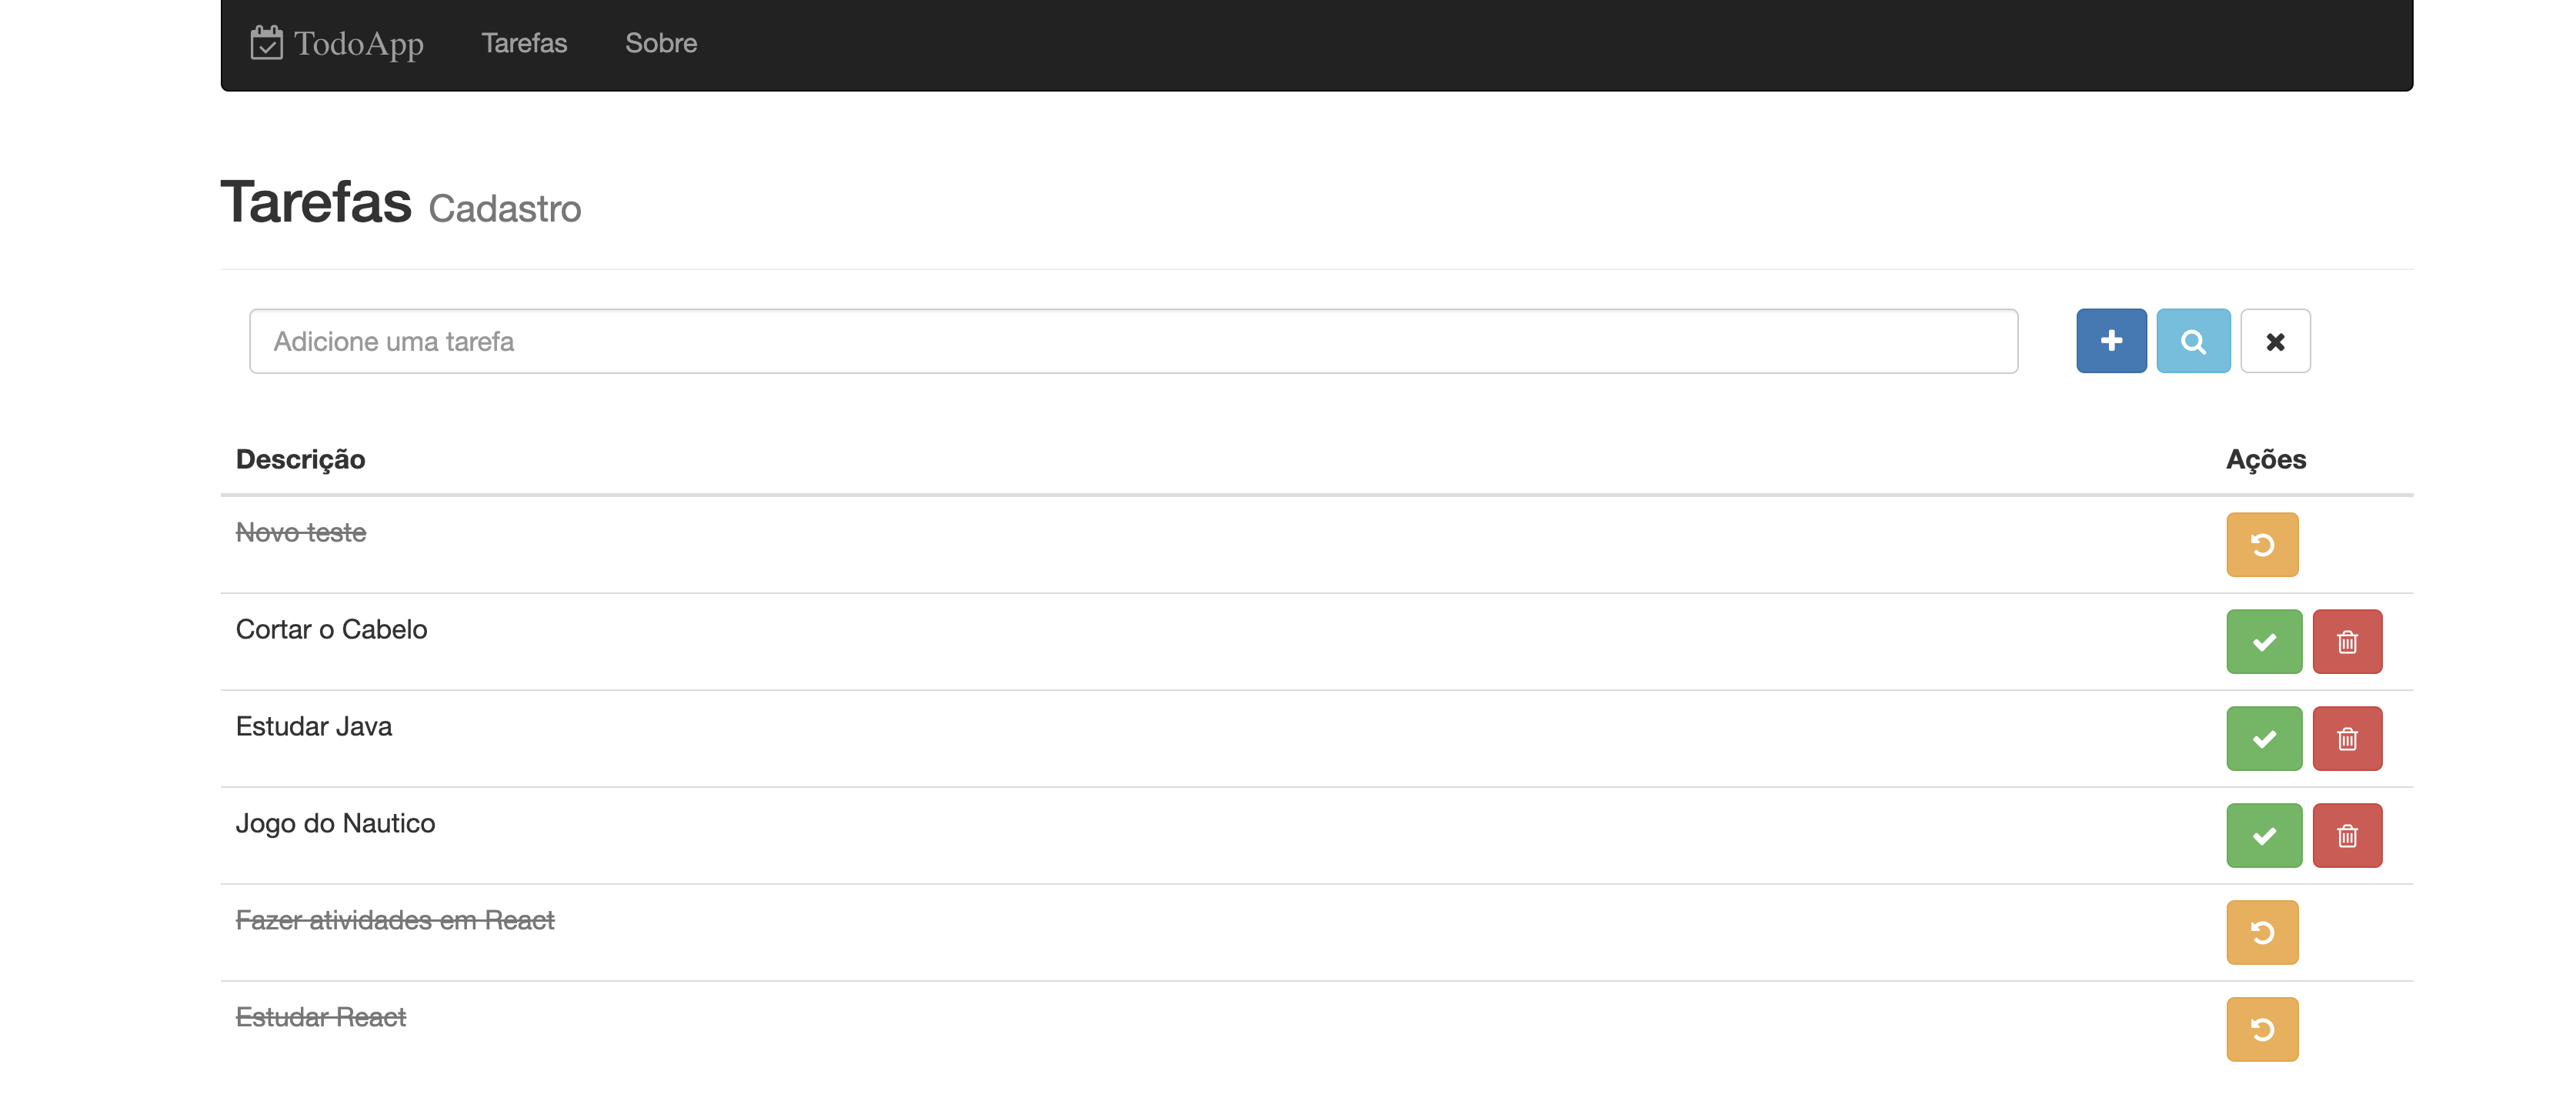 TodoApp Tarefas Sobre
Tarefas Cadastro
Adicione uma tarefa
Descrição Ações
Novo teste
Cortar o Cabelo
Estudar Java
Jogo do Nautico
Fazer atividades em React
Estudar React